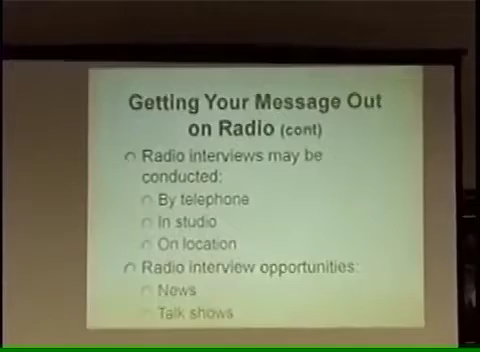 Getting Your Message Out
on Radio (cont)
Radio interviews may be
conducted:
By telephone
In studio
On location
Radio interview opportunities:
News
Talk shows